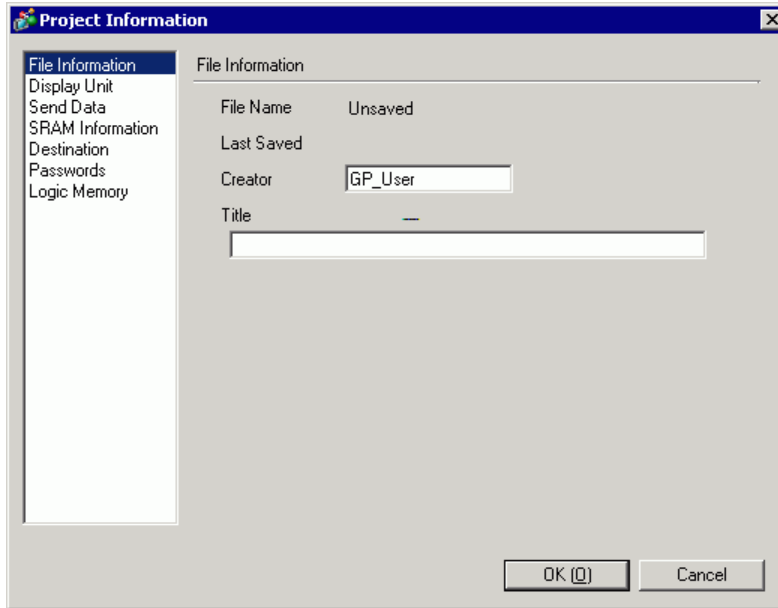 Project Information
File Information
Display Unit
Send Data
SRAM Information
Destination
Passwords
Logic Memory
File Information
File Name Unsaved
Last Saved
Creator GP_User
Title
OK (O) Cancel